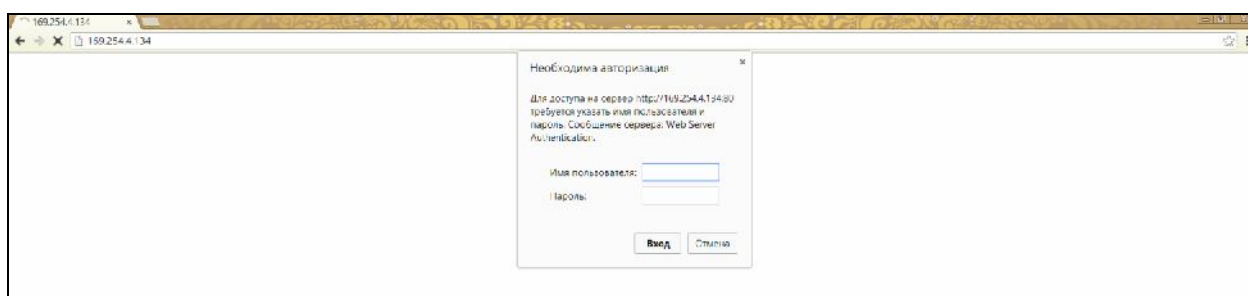 169.254.4.134
169.254.4.134
Необходима авторизация
Для доступа на сервер http://169.254.4.134:80
требуется указать имя пользователя и
пароль. Сообщение сервера: Web Server
Authentication.
Имя пользователя:
Пароль:
Вход Отмена